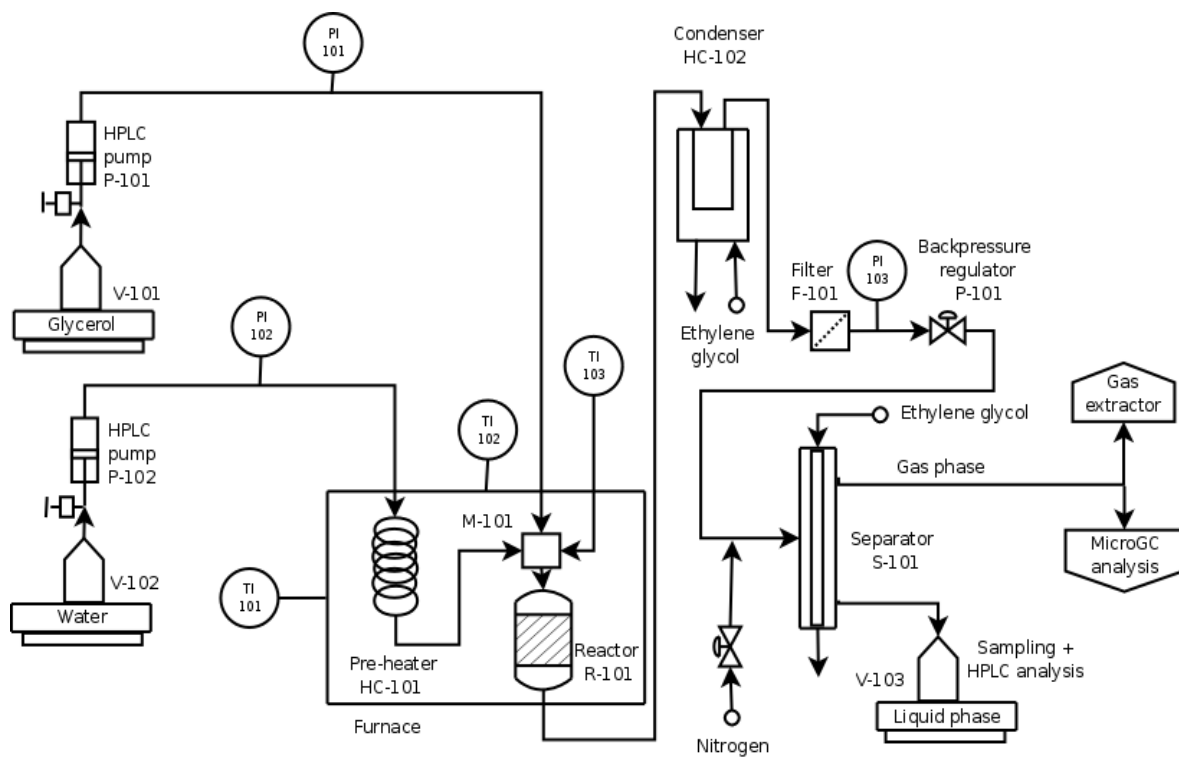 PI
101
HPLC
pump
P-101
V-101
Glycerol
PI
102
HPLC
pump
P-102
V-102
Water
TI
101
TI
102
TI
103
M-101
Pre-heater
HC-101
Reactor
R-101
Furnace
Condenser
HC-102
Ethylene
glycol
Filter
F-101
PI
103
Backpressure
regulator
P-101
Ethylene glycol
Gas phase
Gas
extractor
MicroGC
analysis
Separator
S-101
Nitrogen
Sampling +
HPLC analysis
V-103
Liquid phase